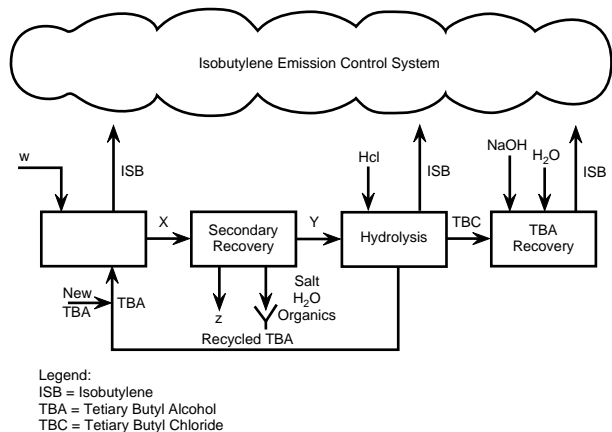 Isobutylene Emission Control System
w
ISB
Hcl
ISB
NaOH
H2O
ISB
X
Secondary
Recovery
Y
Hydrolysis
TBC
TBA
Recovery
New
TBA
TBA
z
Salt
H2O
Organics
Recycled TBA
Legend:
ISB = Isobutylene
TBA = Tetiary Butyl Alcohol
TBC = Tetiary Butyl Chloride